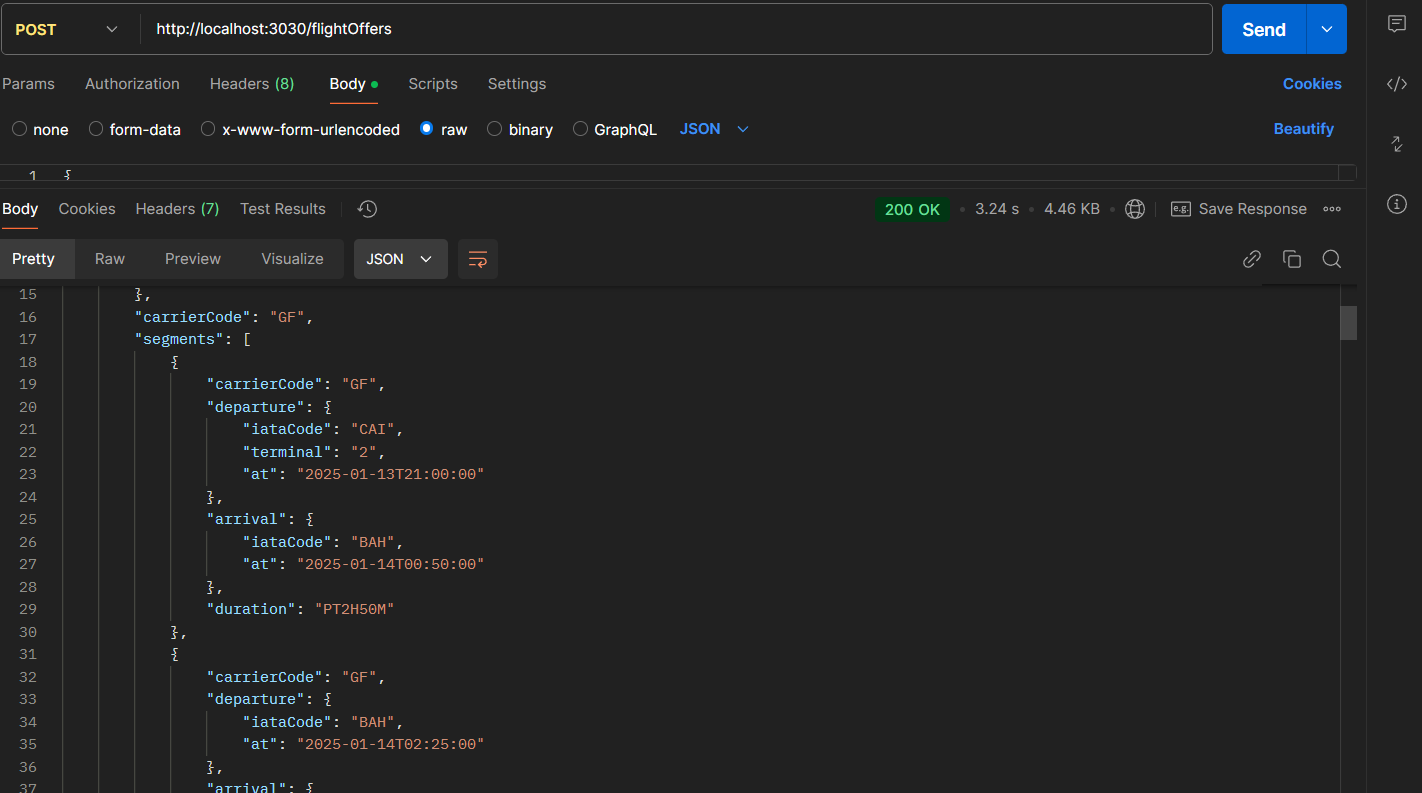 POST http://localhost:3030/flightOffers Send
Params Authorization Headers (8) Body Scripts Settings Cookies
none form-data x-www-form-urlencoded raw binary GraphQL JSON Beautify
1 {
Body Cookies Headers (7) Test Results 200 OK 3.24 s 4.46 KB e.g. Save Response
Pretty Raw Preview Visualize JSON
15 },
16 "carrierCode": "GF",
17 "segments": [
18 {
19 "carrierCode": "GF",
20 "departure": {
21 "iataCode": "CAI",
22 "terminal": "2",
23 "at": "2025-01-13T21:00:00"
24 },
25 "arrival": {
26 "iataCode": "BAH",
27 "at": "2025-01-14T00:50:00"
28 },
29 "duration": "PT2H50M"
30 },
31 {
32 "carrierCode": "GF",
33 "departure": {
34 "iataCode": "BAH",
35 "at": "2025-01-14T02:25:00"
36 },
37 "arrival": {